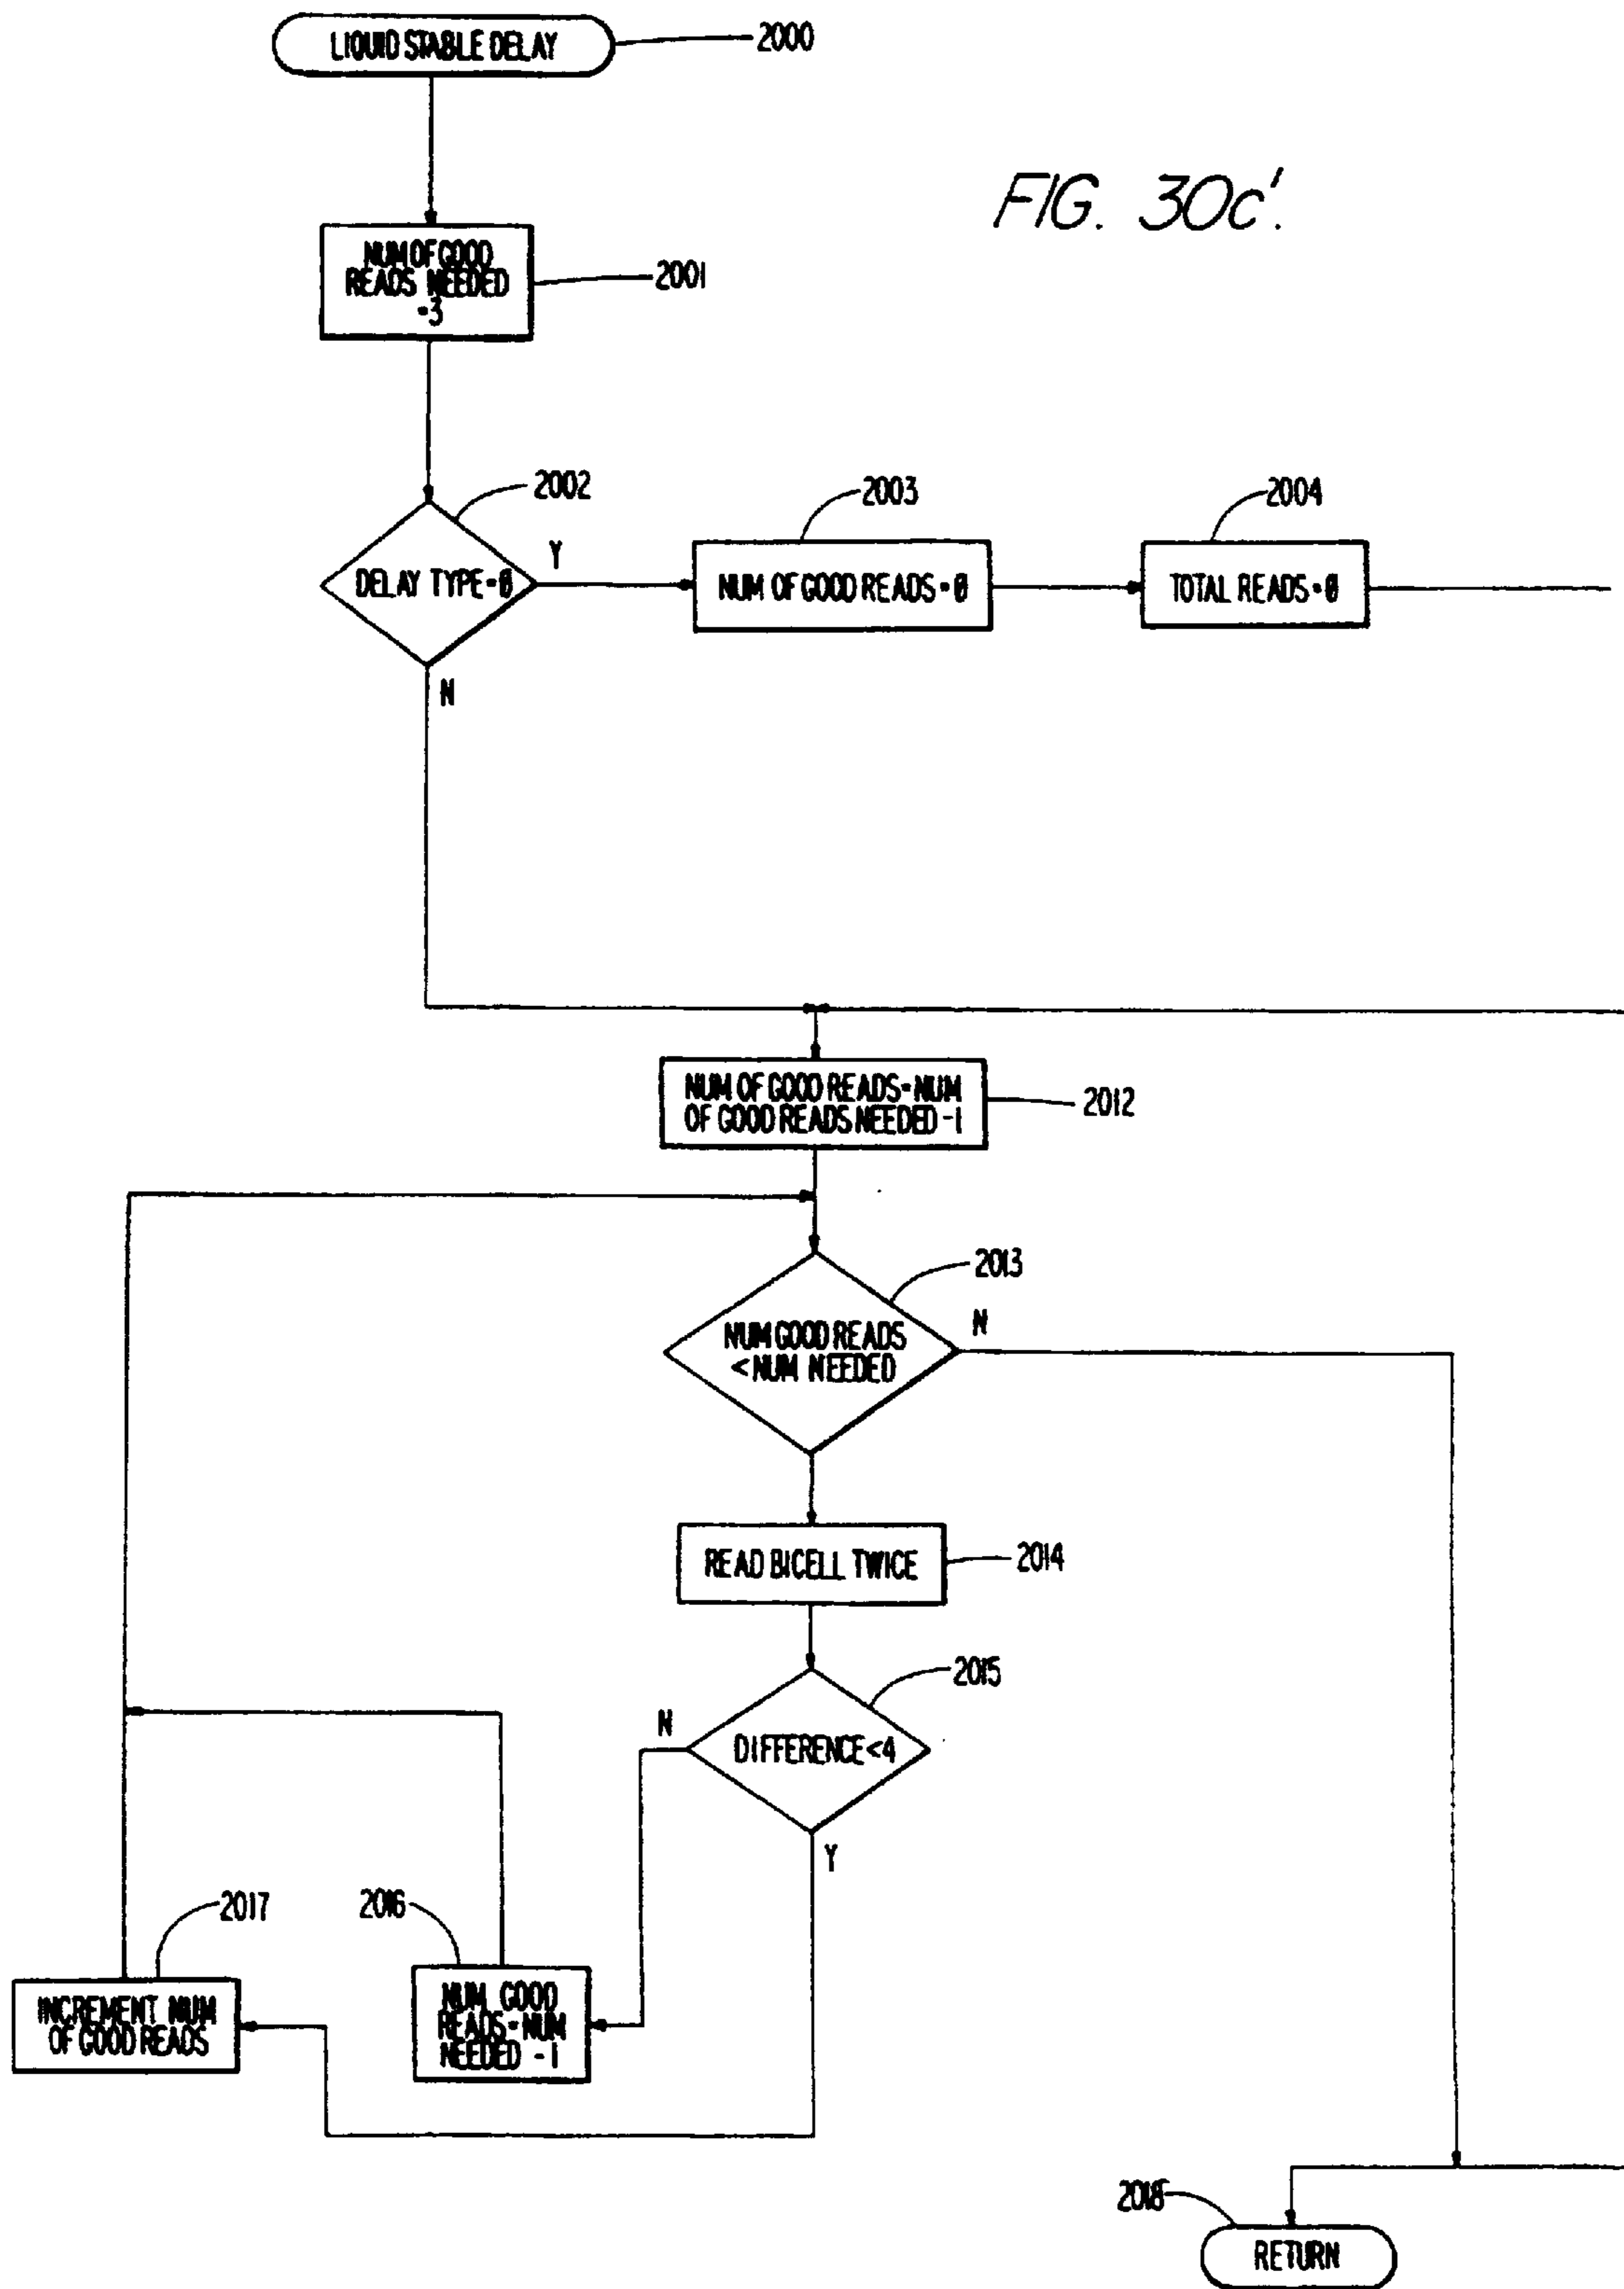 LIQUID STABLE DELAY
2000
FIG. 30c'.
NUM OF GOOD
READS NEEDED
=3
2001
2002
DELAY TYPE=0
Y
N
2003
NUM OF GOOD READS=0
2004
TOTAL READS=0
NUM OF GOOD READS=NUM
OF GOOD READS NEEDED -1
2012
2013
NUM GOOD READS
<NUM NEEDED
N
READ BICELL TWICE
2014
2015
DIFFERENCE<4
N
Y
2017
INCREMENT NUM
OF GOOD READS
2016
NUM GOOD
READS=NUM
NEEDED -1
2018
RETURN